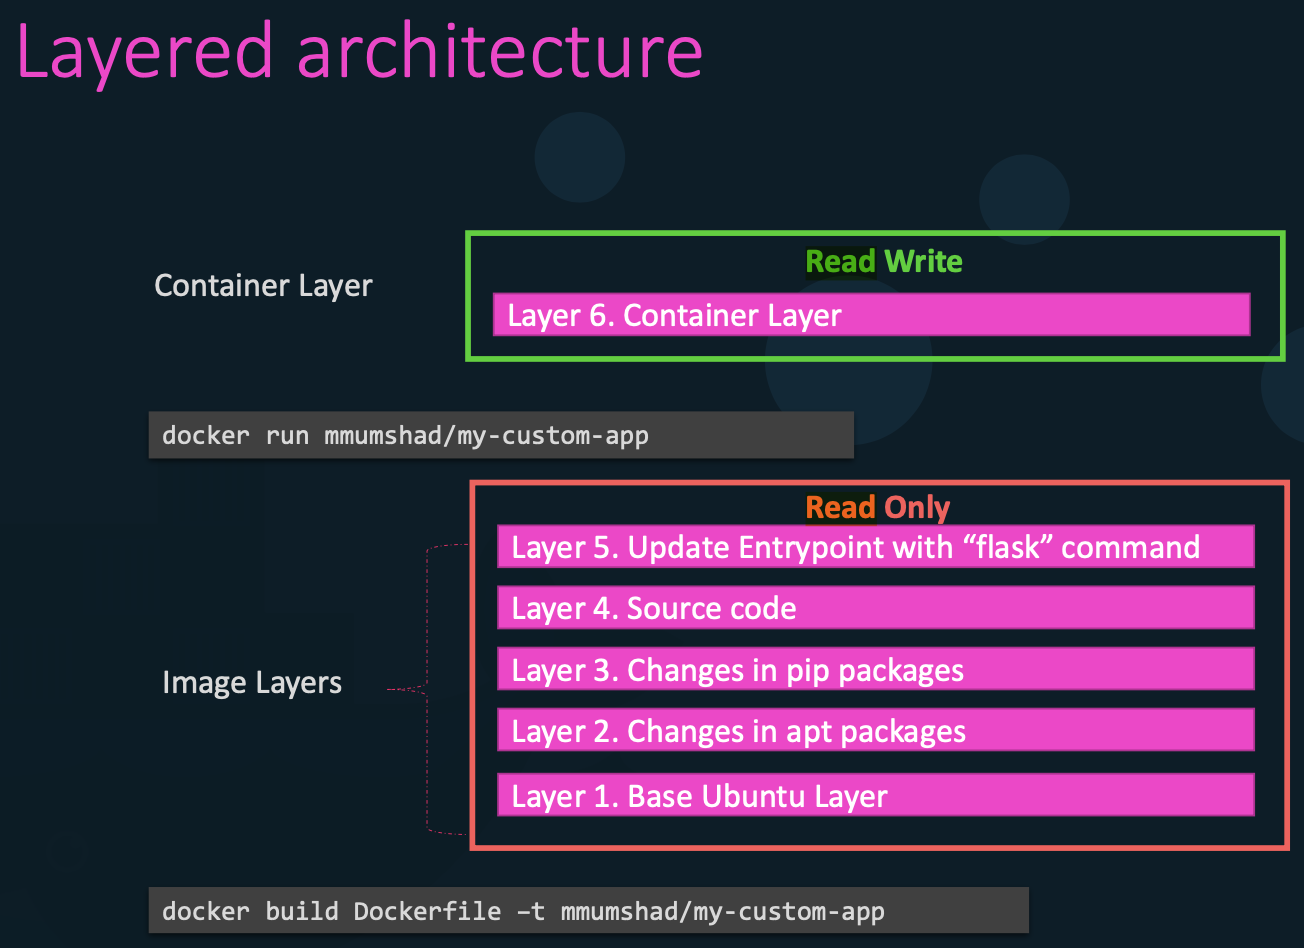 Layered architecture
Read Write
Container Layer
Layer 6. Container Layer
docker run mmumshad/my-custom-app
Read Only
Layer 5. Update Entrypoint with “flask” command
Layer 4. Source code
Layer 3. Changes in pip packages
Image Layers
Layer 2. Changes in apt packages
Layer 1. Base Ubuntu Layer
docker build Dockerfile –t mmumshad/my-custom-app